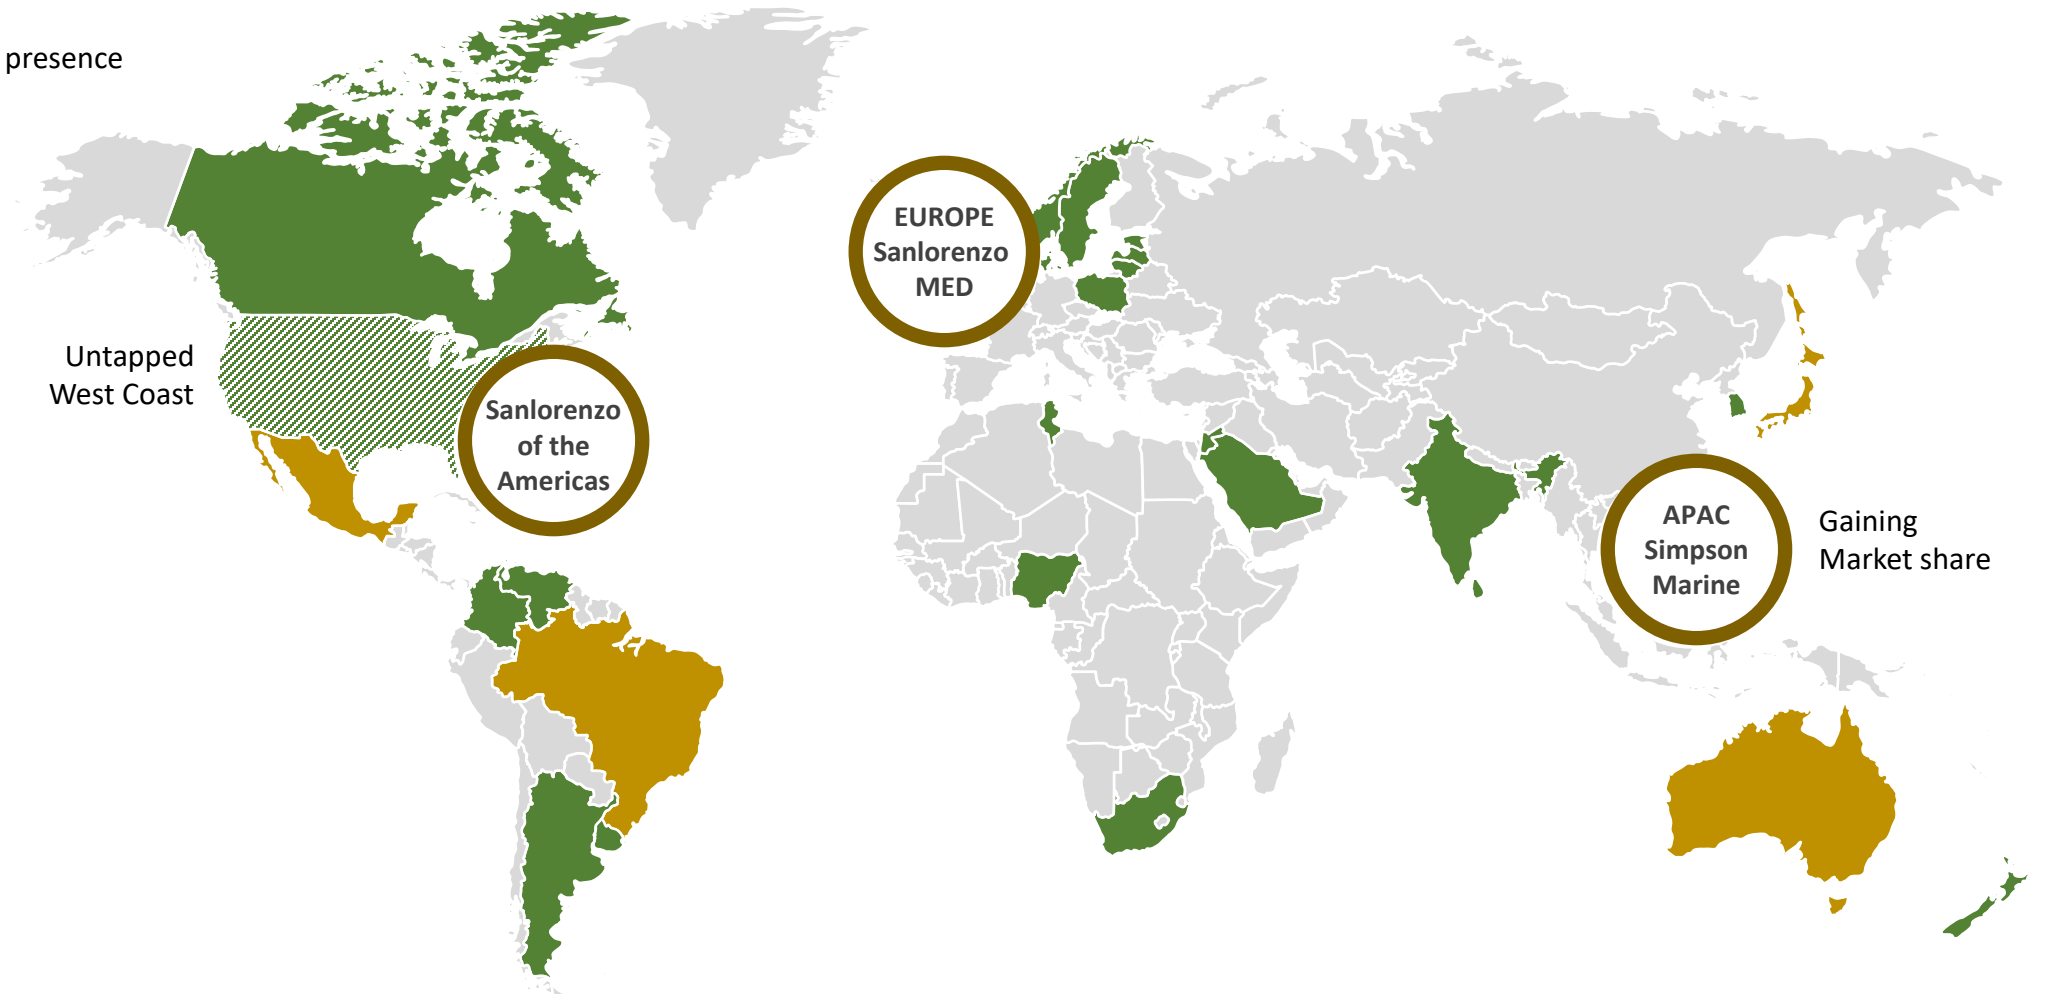 presence
EUROPE
Sanlorenzo
MED
Untapped
West Coast
Sanlorenzo
of the
Americas
APAC
Simpson
Marine
Gaining
Market share